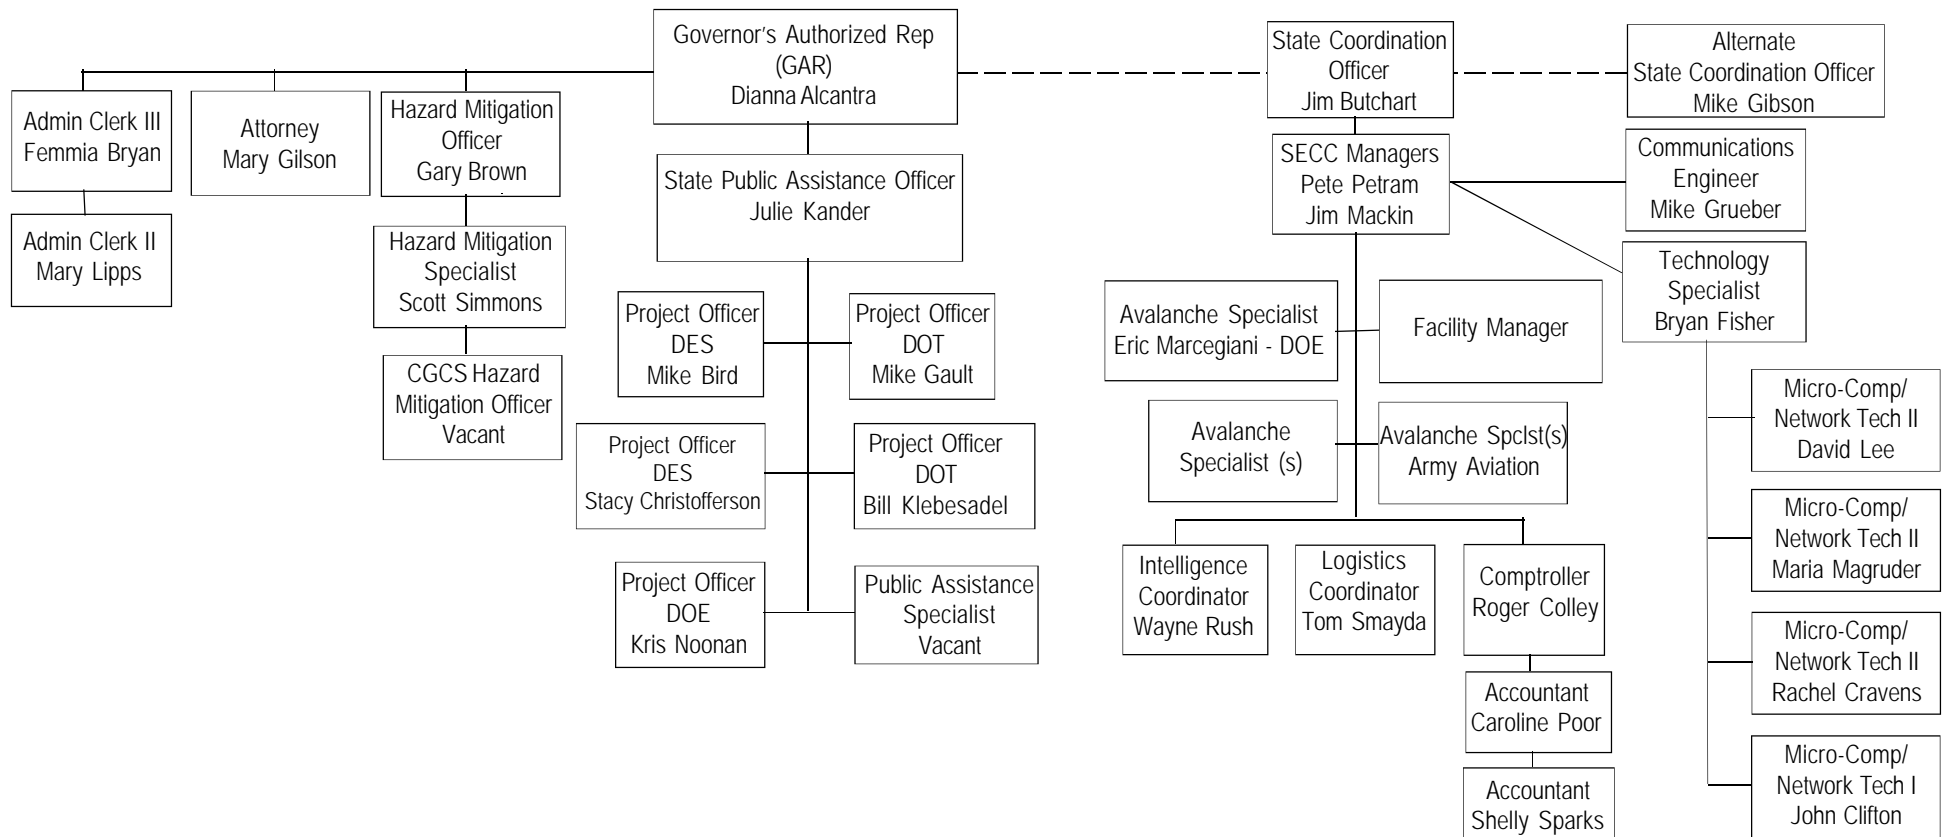 Governor's Authorized Rep
(GAR)
Dianna Alcantra
State Coordination
Officer
Jim Butchart
Alternate
State Coordination Officer
Mike Gibson
Admin Clerk III
Femmia Bryan
Attorney
Mary Gilson
Hazard Mitigation
Officer
Gary Brown
State Public Assistance Officer
Julie Kander
SECC Managers
Pete Petram
Jim Mackin
Communications
Engineer
Mike Grueber
Admin Clerk II
Mary Lipps
Hazard Mitigation
Specialist
Scott Simmons
Technology
Specialist
Bryan Fisher
CGCS Hazard
Mitigation Officer
Vacant
Project Officer
DES
Mike Bird
Project Officer
DOT
Mike Gault
Avalanche Specialist
Eric Marcegiani - DOE
Facility Manager
Project Officer
DES
Stacy Christofferson
Project Officer
DOT
Bill Klebesadel
Avalanche
Specialist (s)
Avalanche Spclst(s)
Army Aviation
Micro-Comp/
Network Tech II
David Lee
Micro-Comp/
Network Tech II
Maria Magruder
Project Officer
DOE
Kris Noonan
Public Assistance
Specialist
Vacant
Intelligence
Coordinator
Wayne Rush
Logistics
Coordinator
Tom Smayda
Comptroller
Roger Colley
Micro-Comp/
Network Tech II
Rachel Cravens
Accountant
Caroline Poor
Micro-Comp/
Network Tech I
John Clifton
Accountant
Shelly Sparks